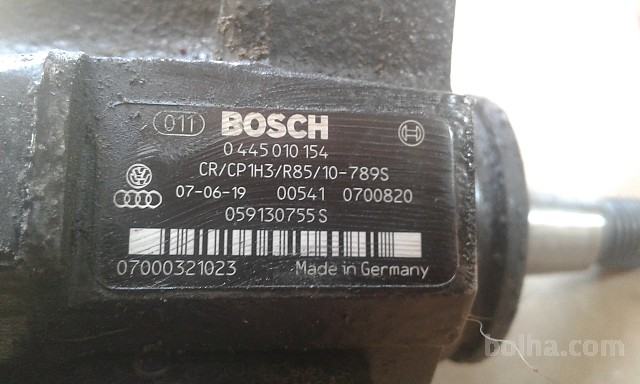 011 BOSCH
0 445 010 154
CR/CP1H3/R85/10-789S
07-06-19 00541 0700820
059130755S
07000321023 Made in Germany
bolha.com